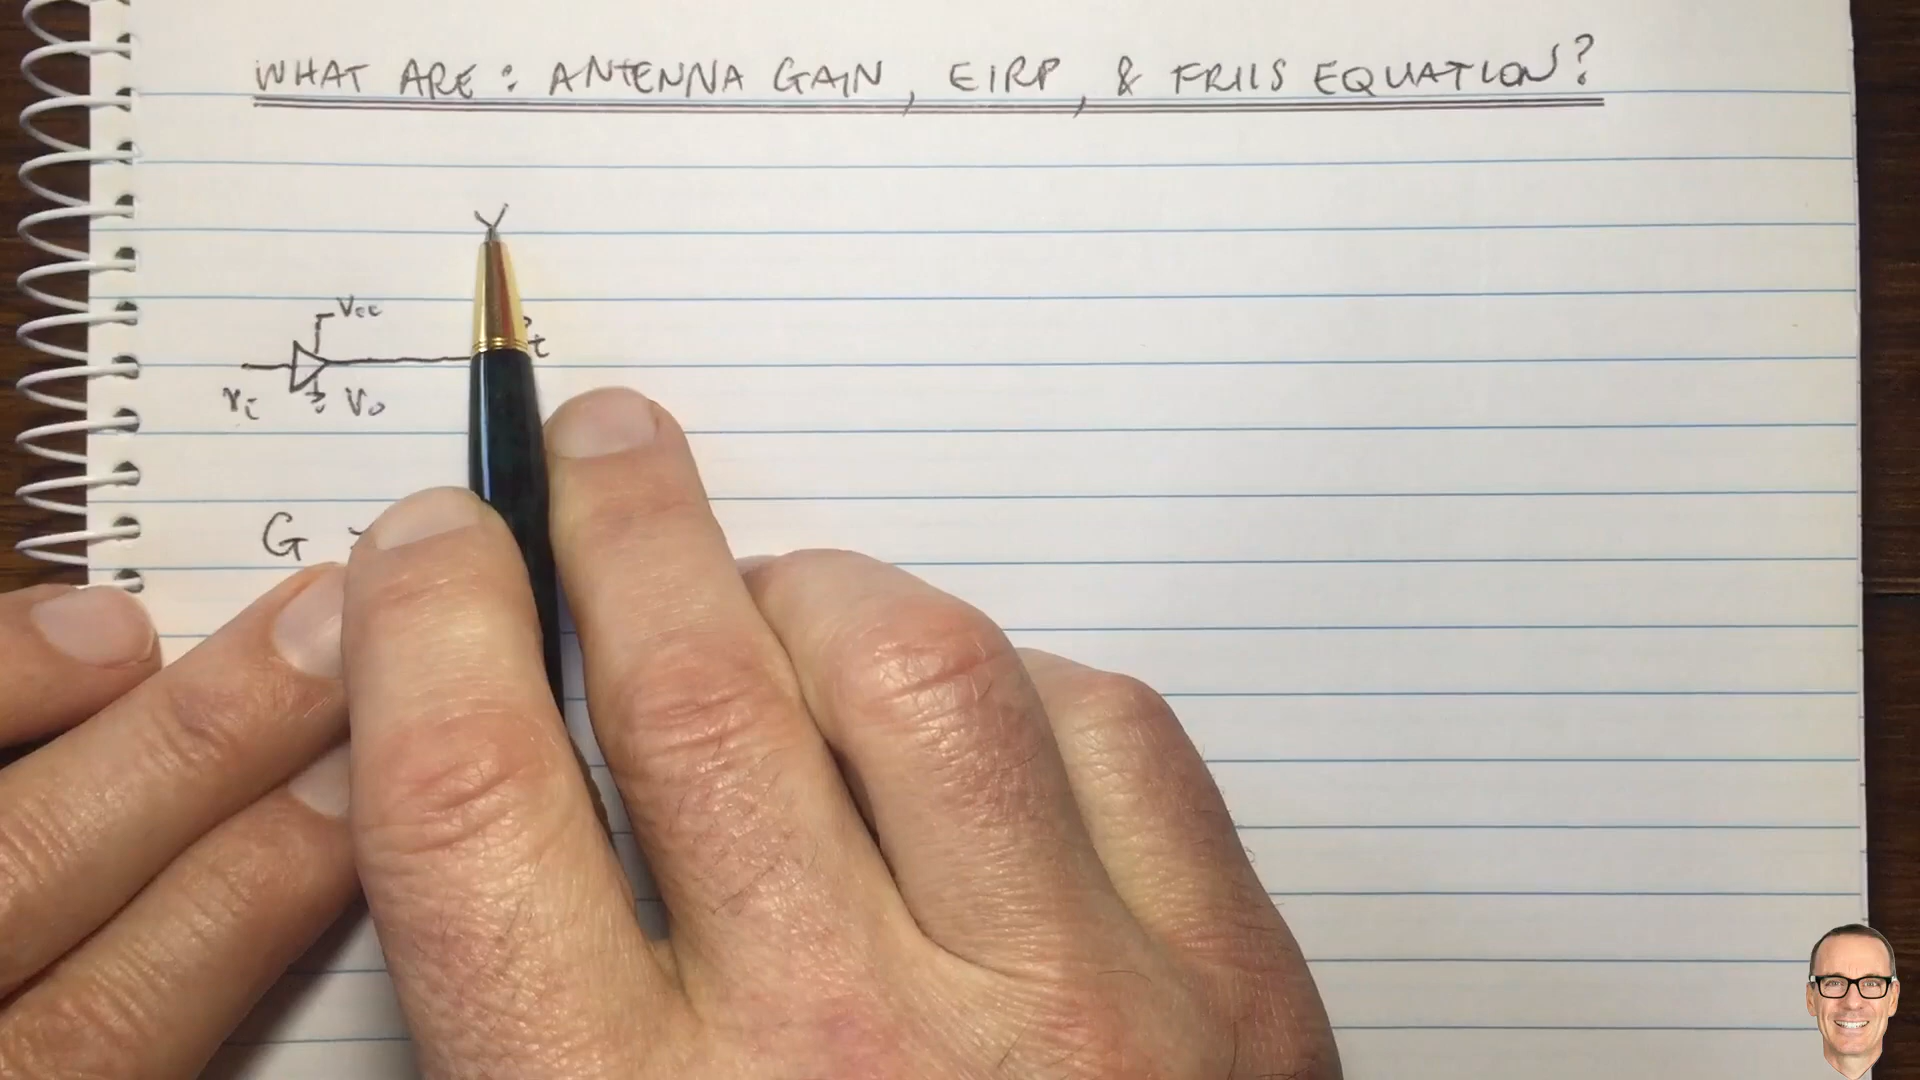 WHAT ARE : ANTENNA GAIN, EIRP, & FRIIS EQUATION?
Vcc
t
Vi Vo
G